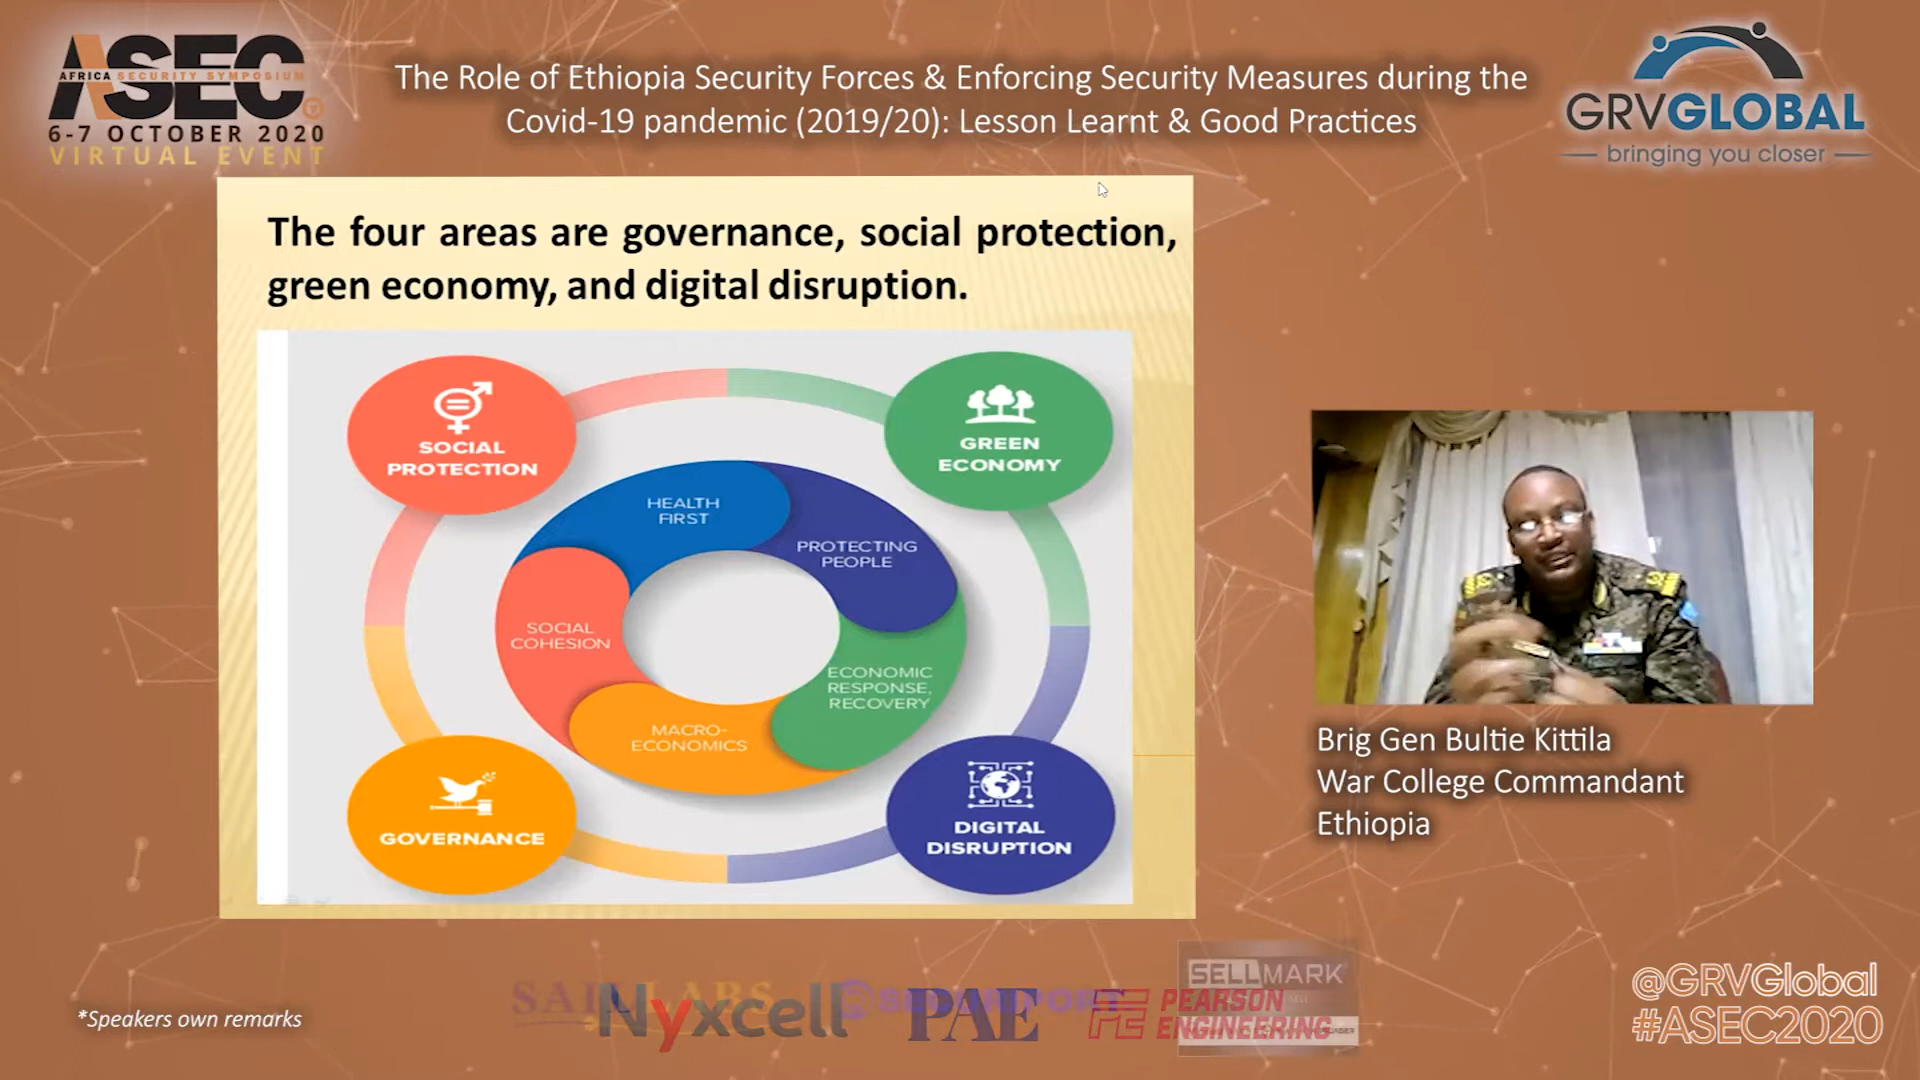 ASEC
AFRICA SECURITY SYMPOSIUM
6-7 OCTOBER 2020
VIRTUAL EVENT
The Role of Ethiopia Security Forces & Enforcing Security Measures during the
Covid-19 pandemic (2019/20): Lesson Learnt & Good Practices
GRVGLOBAL
bringing you closer
The four areas are governance, social protection,
green economy, and digital disruption.
SOCIAL
PROTECTION
GREEN
ECONOMY
HEALTH
FIRST
PROTECTING
PEOPLE
SOCIAL
COHESION
ECONOMIC
RESPONSE,
RECOVERY
MACRO-
ECONOMICS
GOVERNANCE
DIGITAL
DISRUPTION
Brig Gen Bultie Kittila
War College Commandant
Ethiopia
*Speakers own remarks
Nyxcell
PAE
PEARSON
ENGINEERING
SELLMARK
@GRVGlobal
#ASEC2020